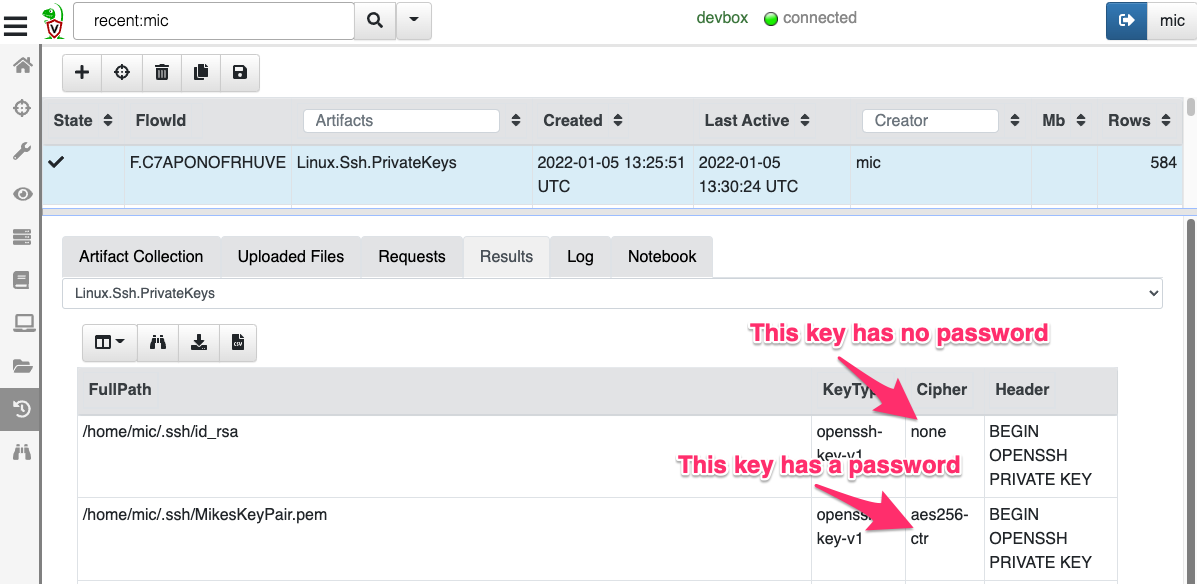 recent:mic
devbox connected
mic
State FlowId Artifacts Created Last Active Creator Mb Rows
F.C7APONOFRHUVE Linux.Ssh.PrivateKeys 2022-01-05 13:25:51 2022-01-05 mic 584
UTC 13:30:24 UTC
Artifact Collection Uploaded Files Requests Results Log Notebook
Linux.Ssh.PrivateKeys
This key has no password
CSV
FullPath Cipher Header
/home/mic/.ssh/id_rsa openssh- none BEGIN
key-v1 OPENSSH
This key has a password
PRIVATE KEY
/home/mic/.ssh/MikesKeyPair.pem aes256- BEGIN
key-v1 ctr OPENSSH
PRIVATE KEY